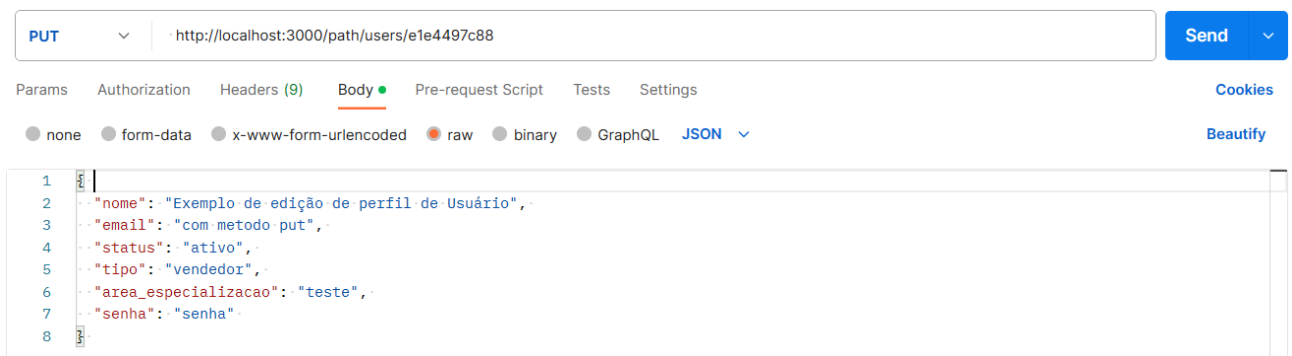 PUT http://localhost:3000/path/users/e1e4497c88 Send
Params Authorization Headers (9) Body Pre-request Script Tests Settings Cookies
none form-data x-www-form-urlencoded raw binary GraphQL JSON Beautify
1 {
2 "nome": "Exemplo de edição de perfil de Usuário",
3 "email": "com metodo put",
4 "status": "ativo",
5 "tipo": "vendedor",
6 "area_especializacao": "teste",
7 "senha": "senha"
8 }